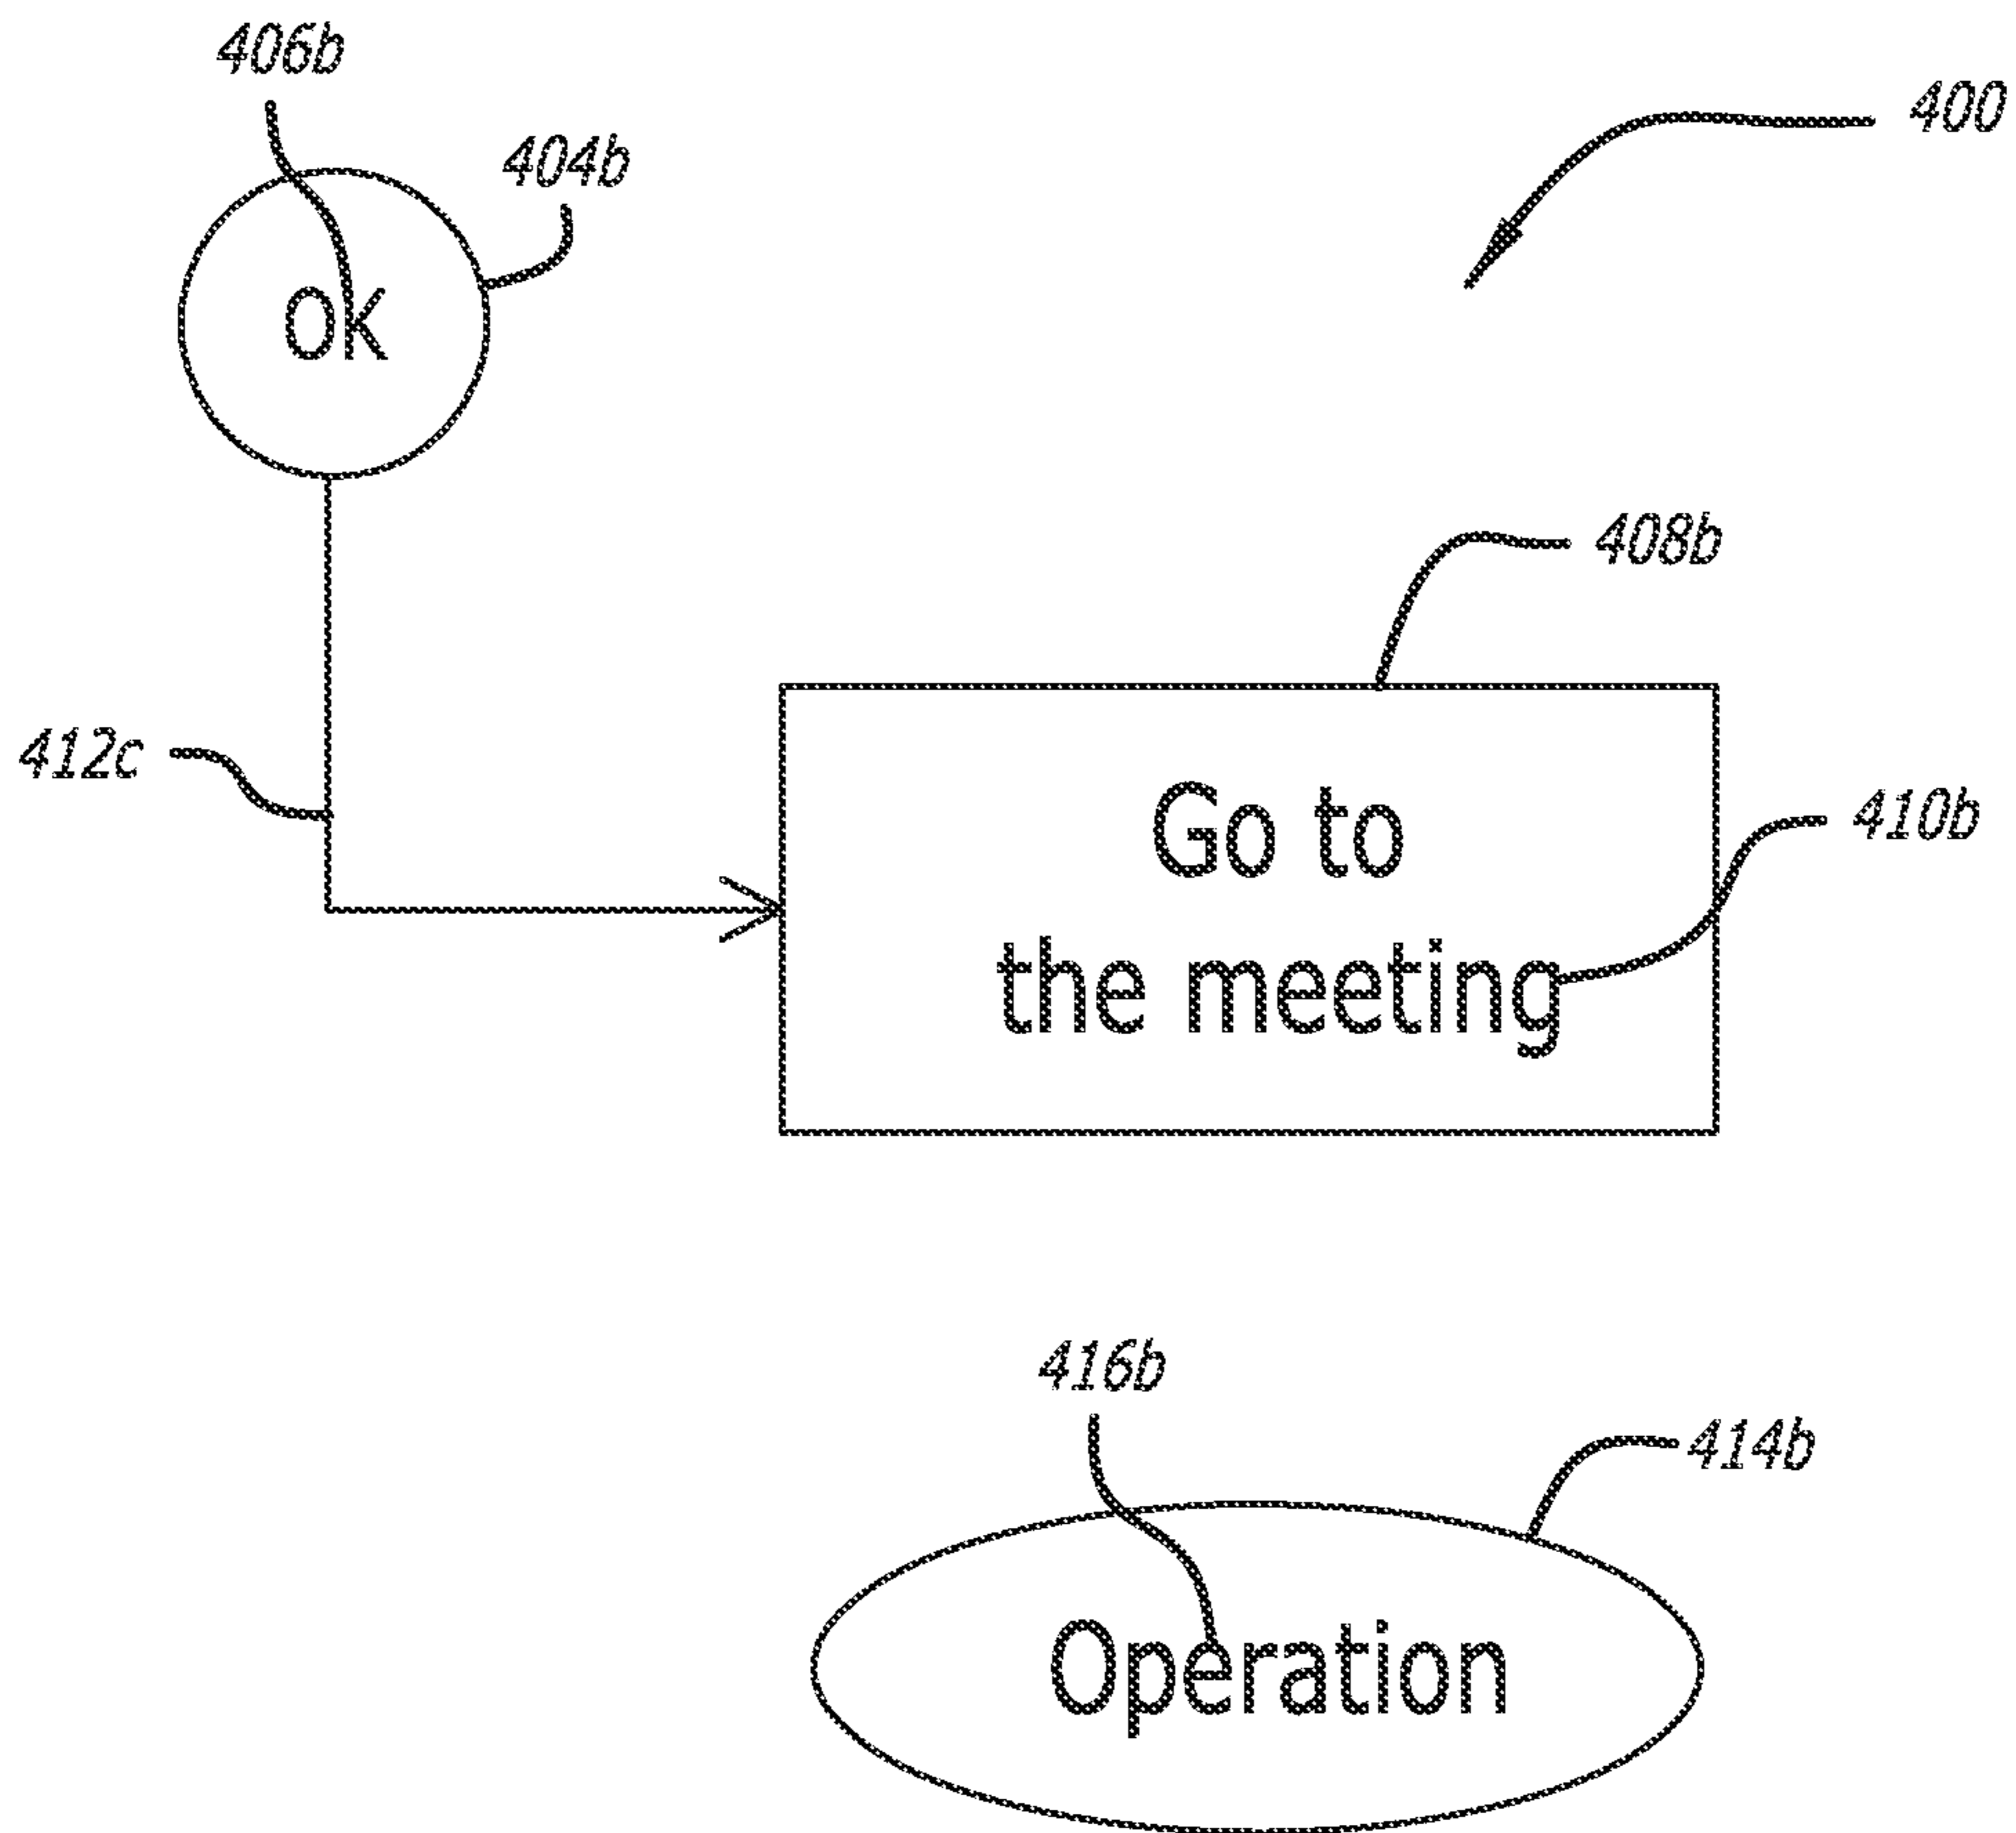 406b
404b
400
ok
408b
412c
Go to
410b
the meeting
416b
414b
Operation